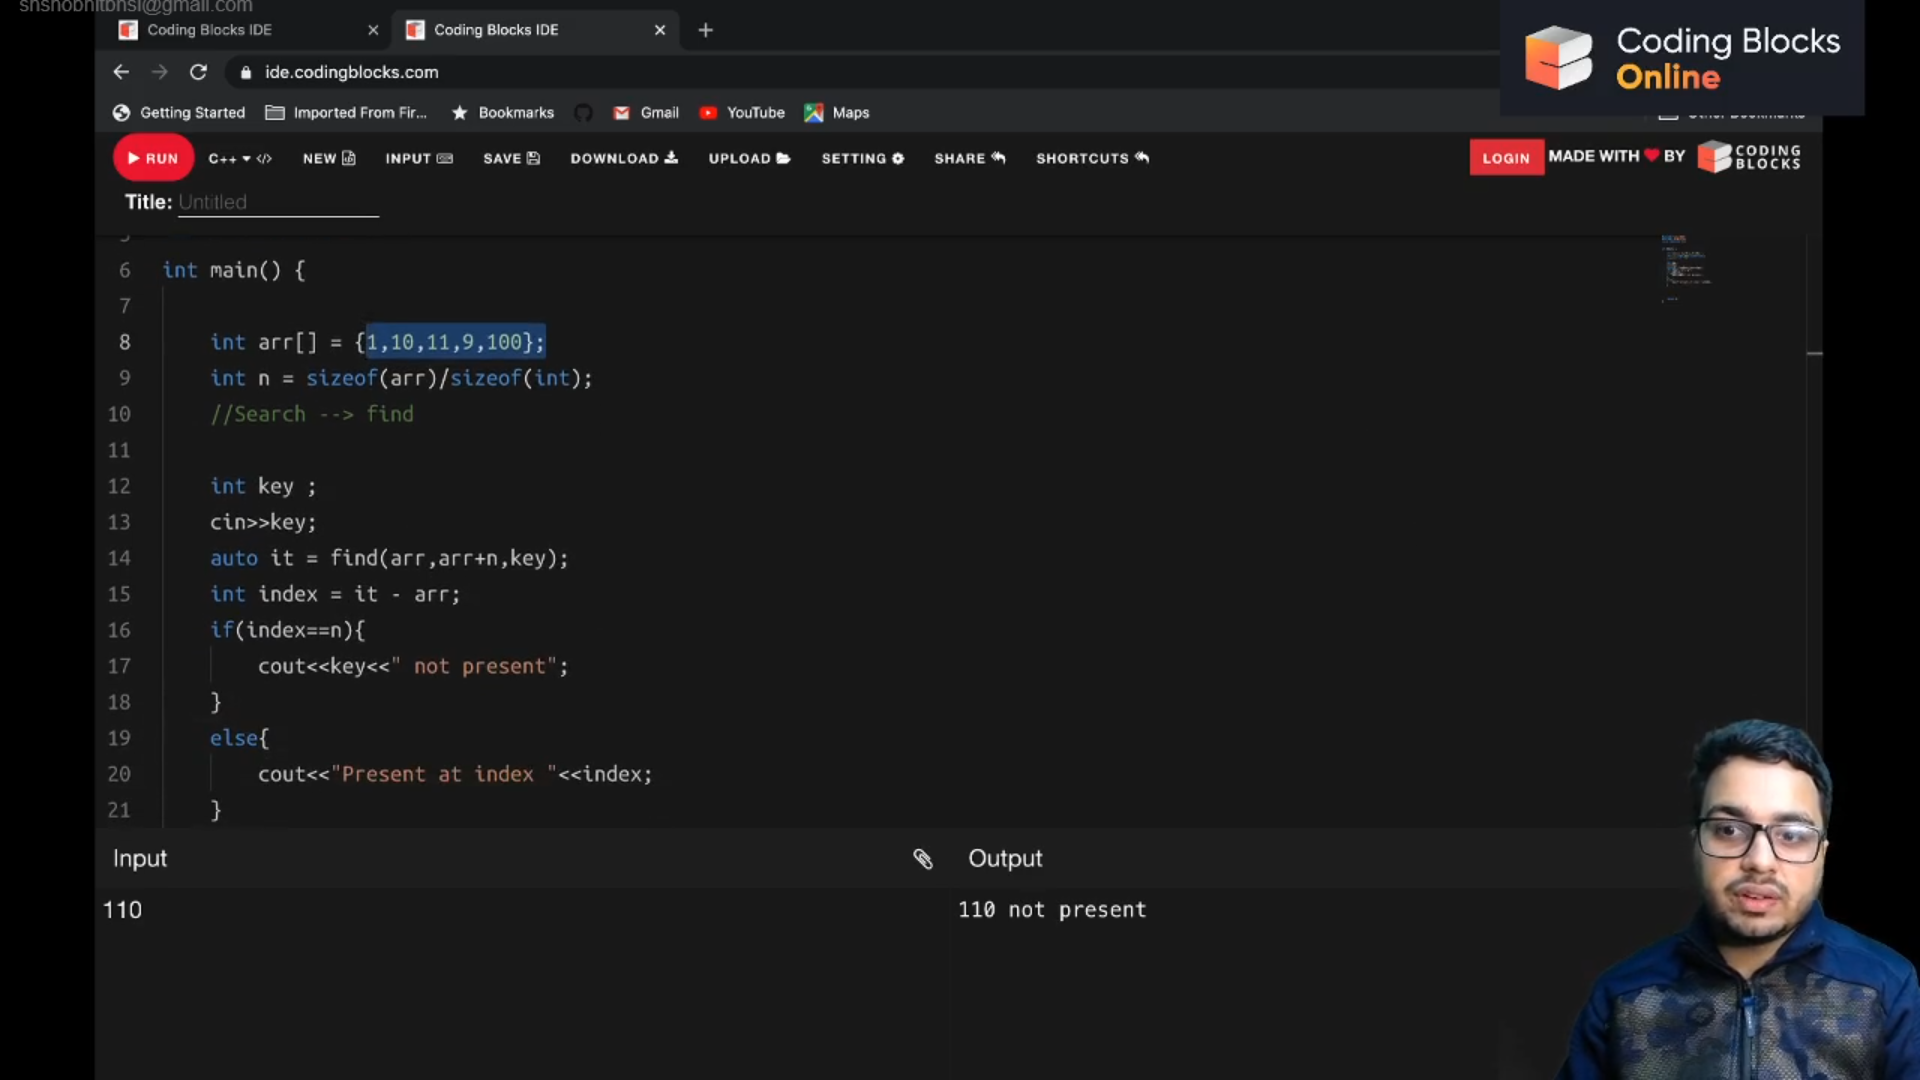 Coding Blocks IDE
Coding Blocks IDE
Coding Blocks
Online
ide.codingblocks.com
Getting Started
Imported From Fir...
Bookmarks
Gmail
YouTube
Maps
RUN
C++
NEW
INPUT
SAVE
DOWNLOAD
UPLOAD
SETTING
SHARE
SHORTCUTS
LOGIN
MADE WITH ❤ BY
CODING
BLOCKS
Title: Untitled
6 int main() {
7
8 int arr[] = {1,10,11,9,100};
9 int n = sizeof(arr)/sizeof(int);
10 //Search --> find
11
12 int key ;
13 cin>>key;
14 auto it = find(arr,arr+n,key);
15 int index = it - arr;
16 if(index==n){
17 cout<<key<<" not present";
18 }
19 else{
20 cout<<"Present at index "<<index;
21 }
Input
Output
110
110 not present